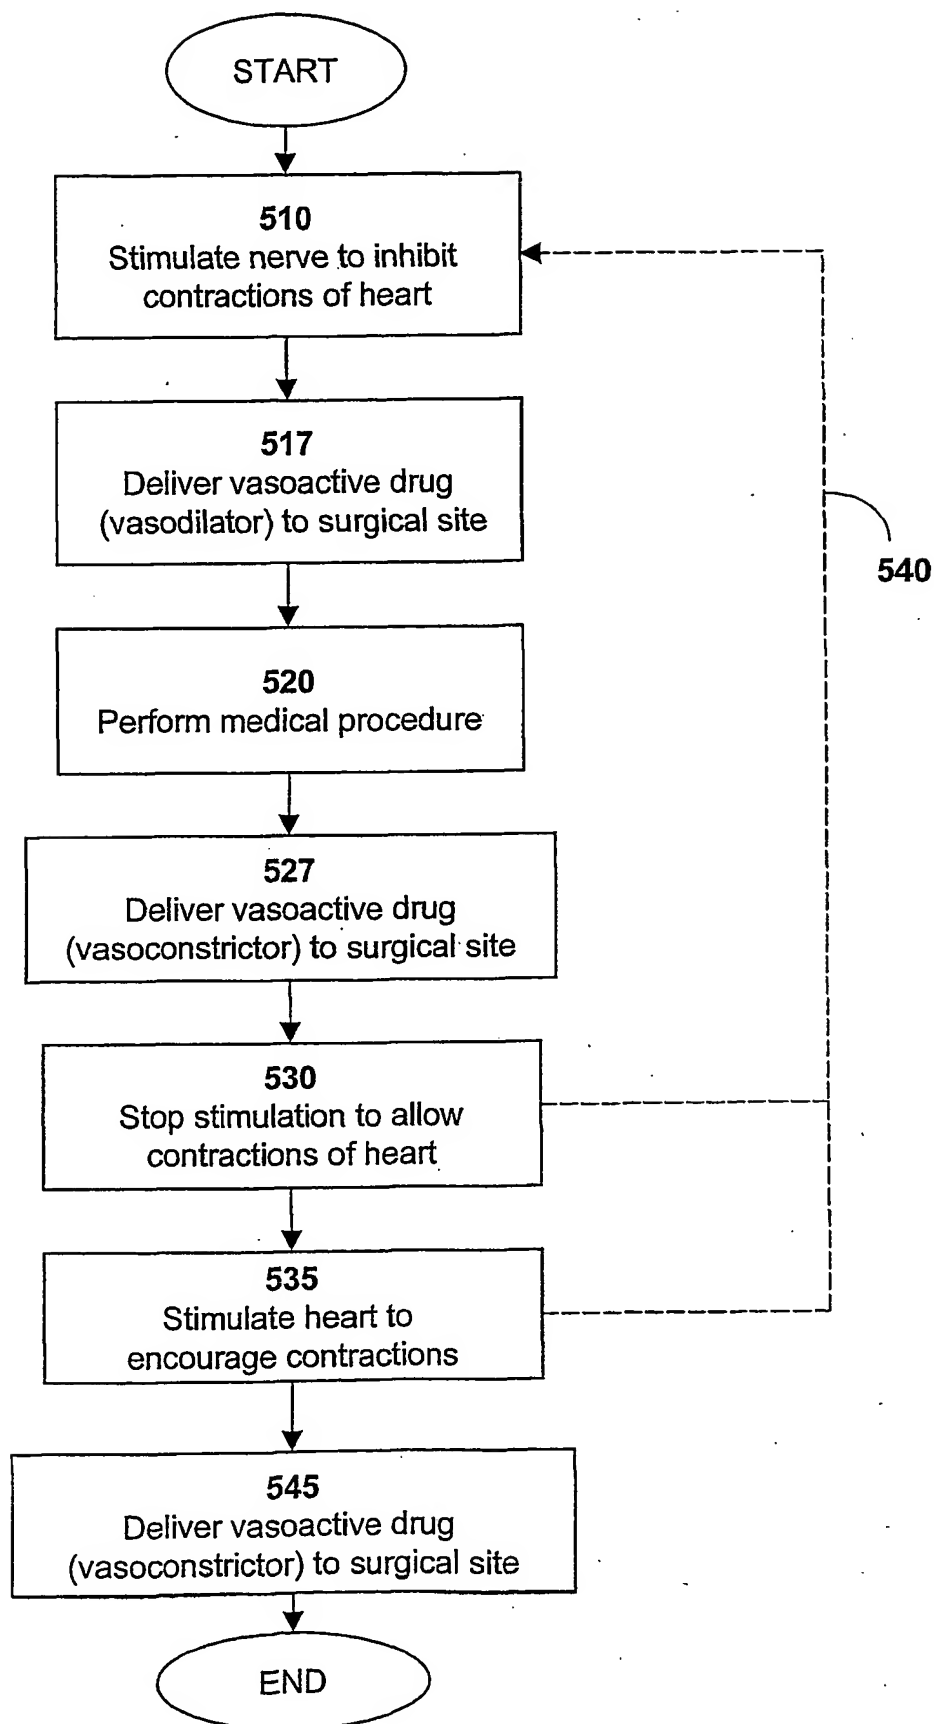 START
510
Stimulate nerve to inhibit
contractions of heart
517
Deliver vasoactive drug
(vasodilator) to surgical site
540
520
Perform medical procedure
527
Deliver vasoactive drug
(vasoconstrictor) to surgical site
530
Stop stimulation to allow
contractions of heart
535
Stimulate heart to
encourage contractions
545
Deliver vasoactive drug
(vasoconstrictor) to surgical site
END